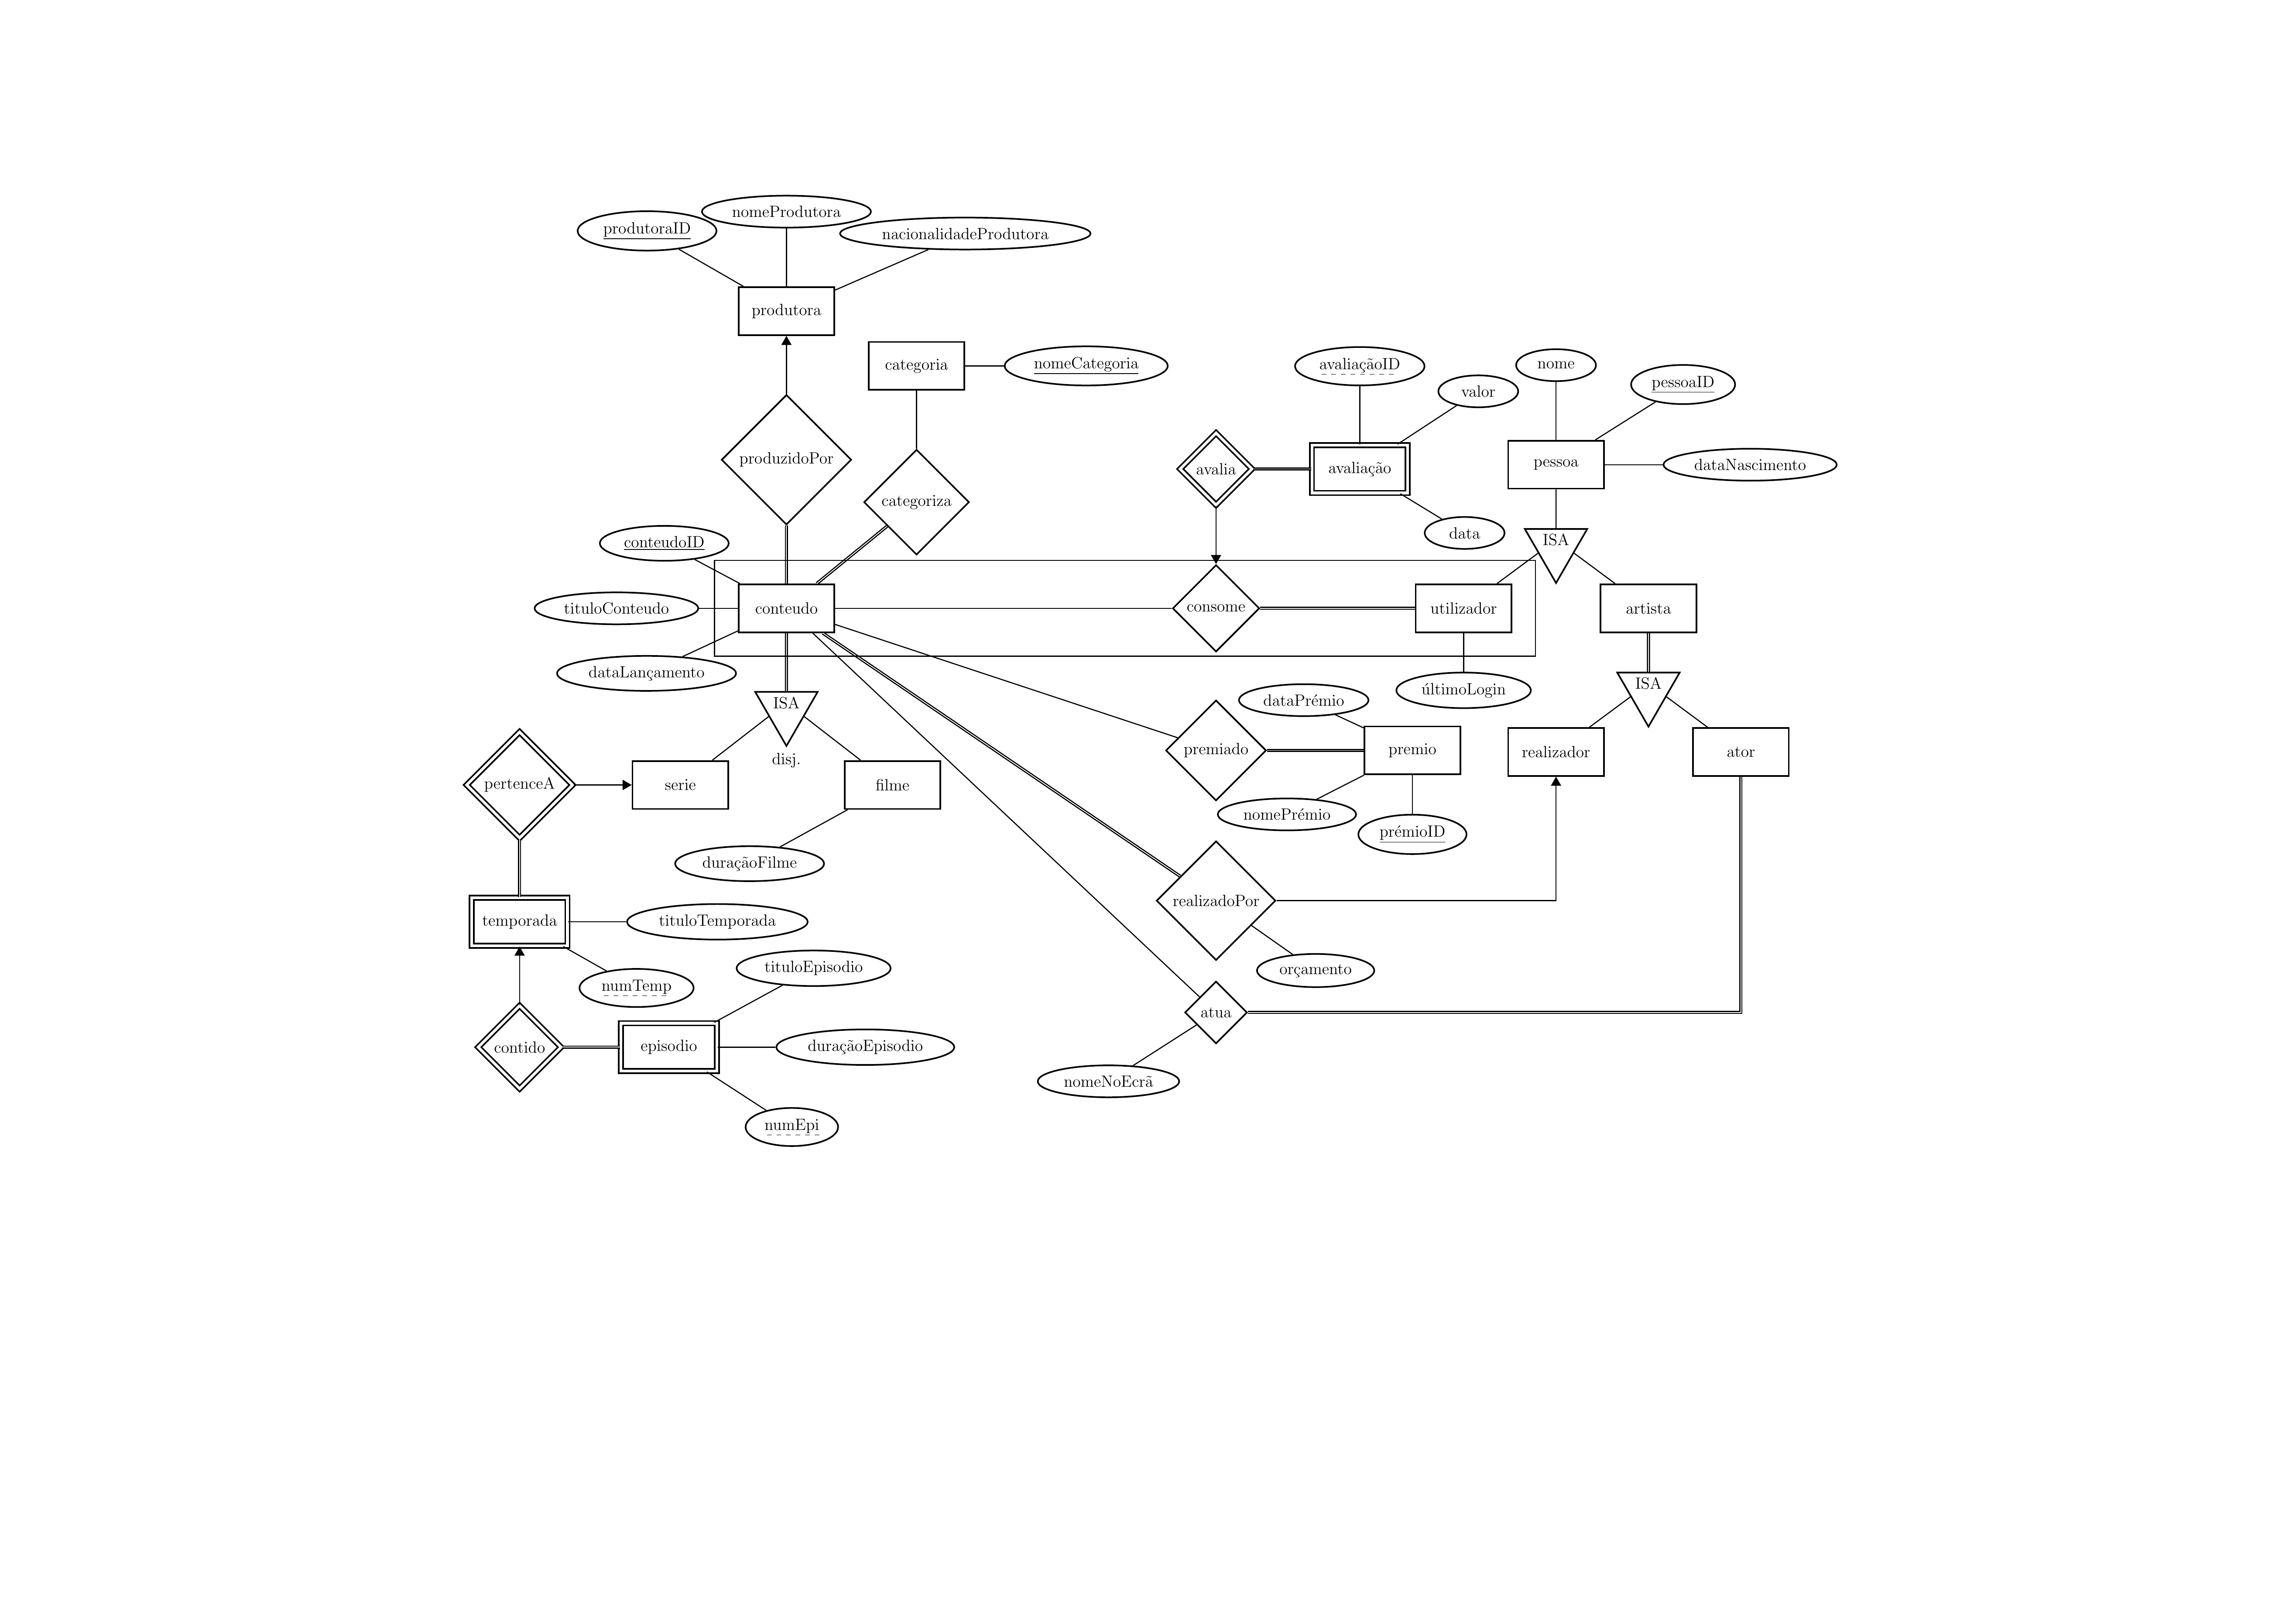 nomeProdutora
produtoraID
nacionalidadeProdutora
produtora
categoria
nomeCategoria
avaliaçãoID
nome
pessoaID
valor
produzidoPor
avalia
avaliação
pessoa
dataNascimento
categoriza
data
conteudoID
ISA
tituloConteudo
conteudo
consome
utilizador
artista
dataLançamento
ISA
últimoLogin
ISA
dataPrémio
disj.
premiado
premio
realizador
ator
pertenceA
serie
filme
nomePrémio
prémioID
duraçãoFilme
realizadoPor
temporada
tituloTemporada
tituloEpisodio
orçamento
numTemp
atua
contido
episodio
duraçãoEpisodio
nomeNoEcrã
numEpi